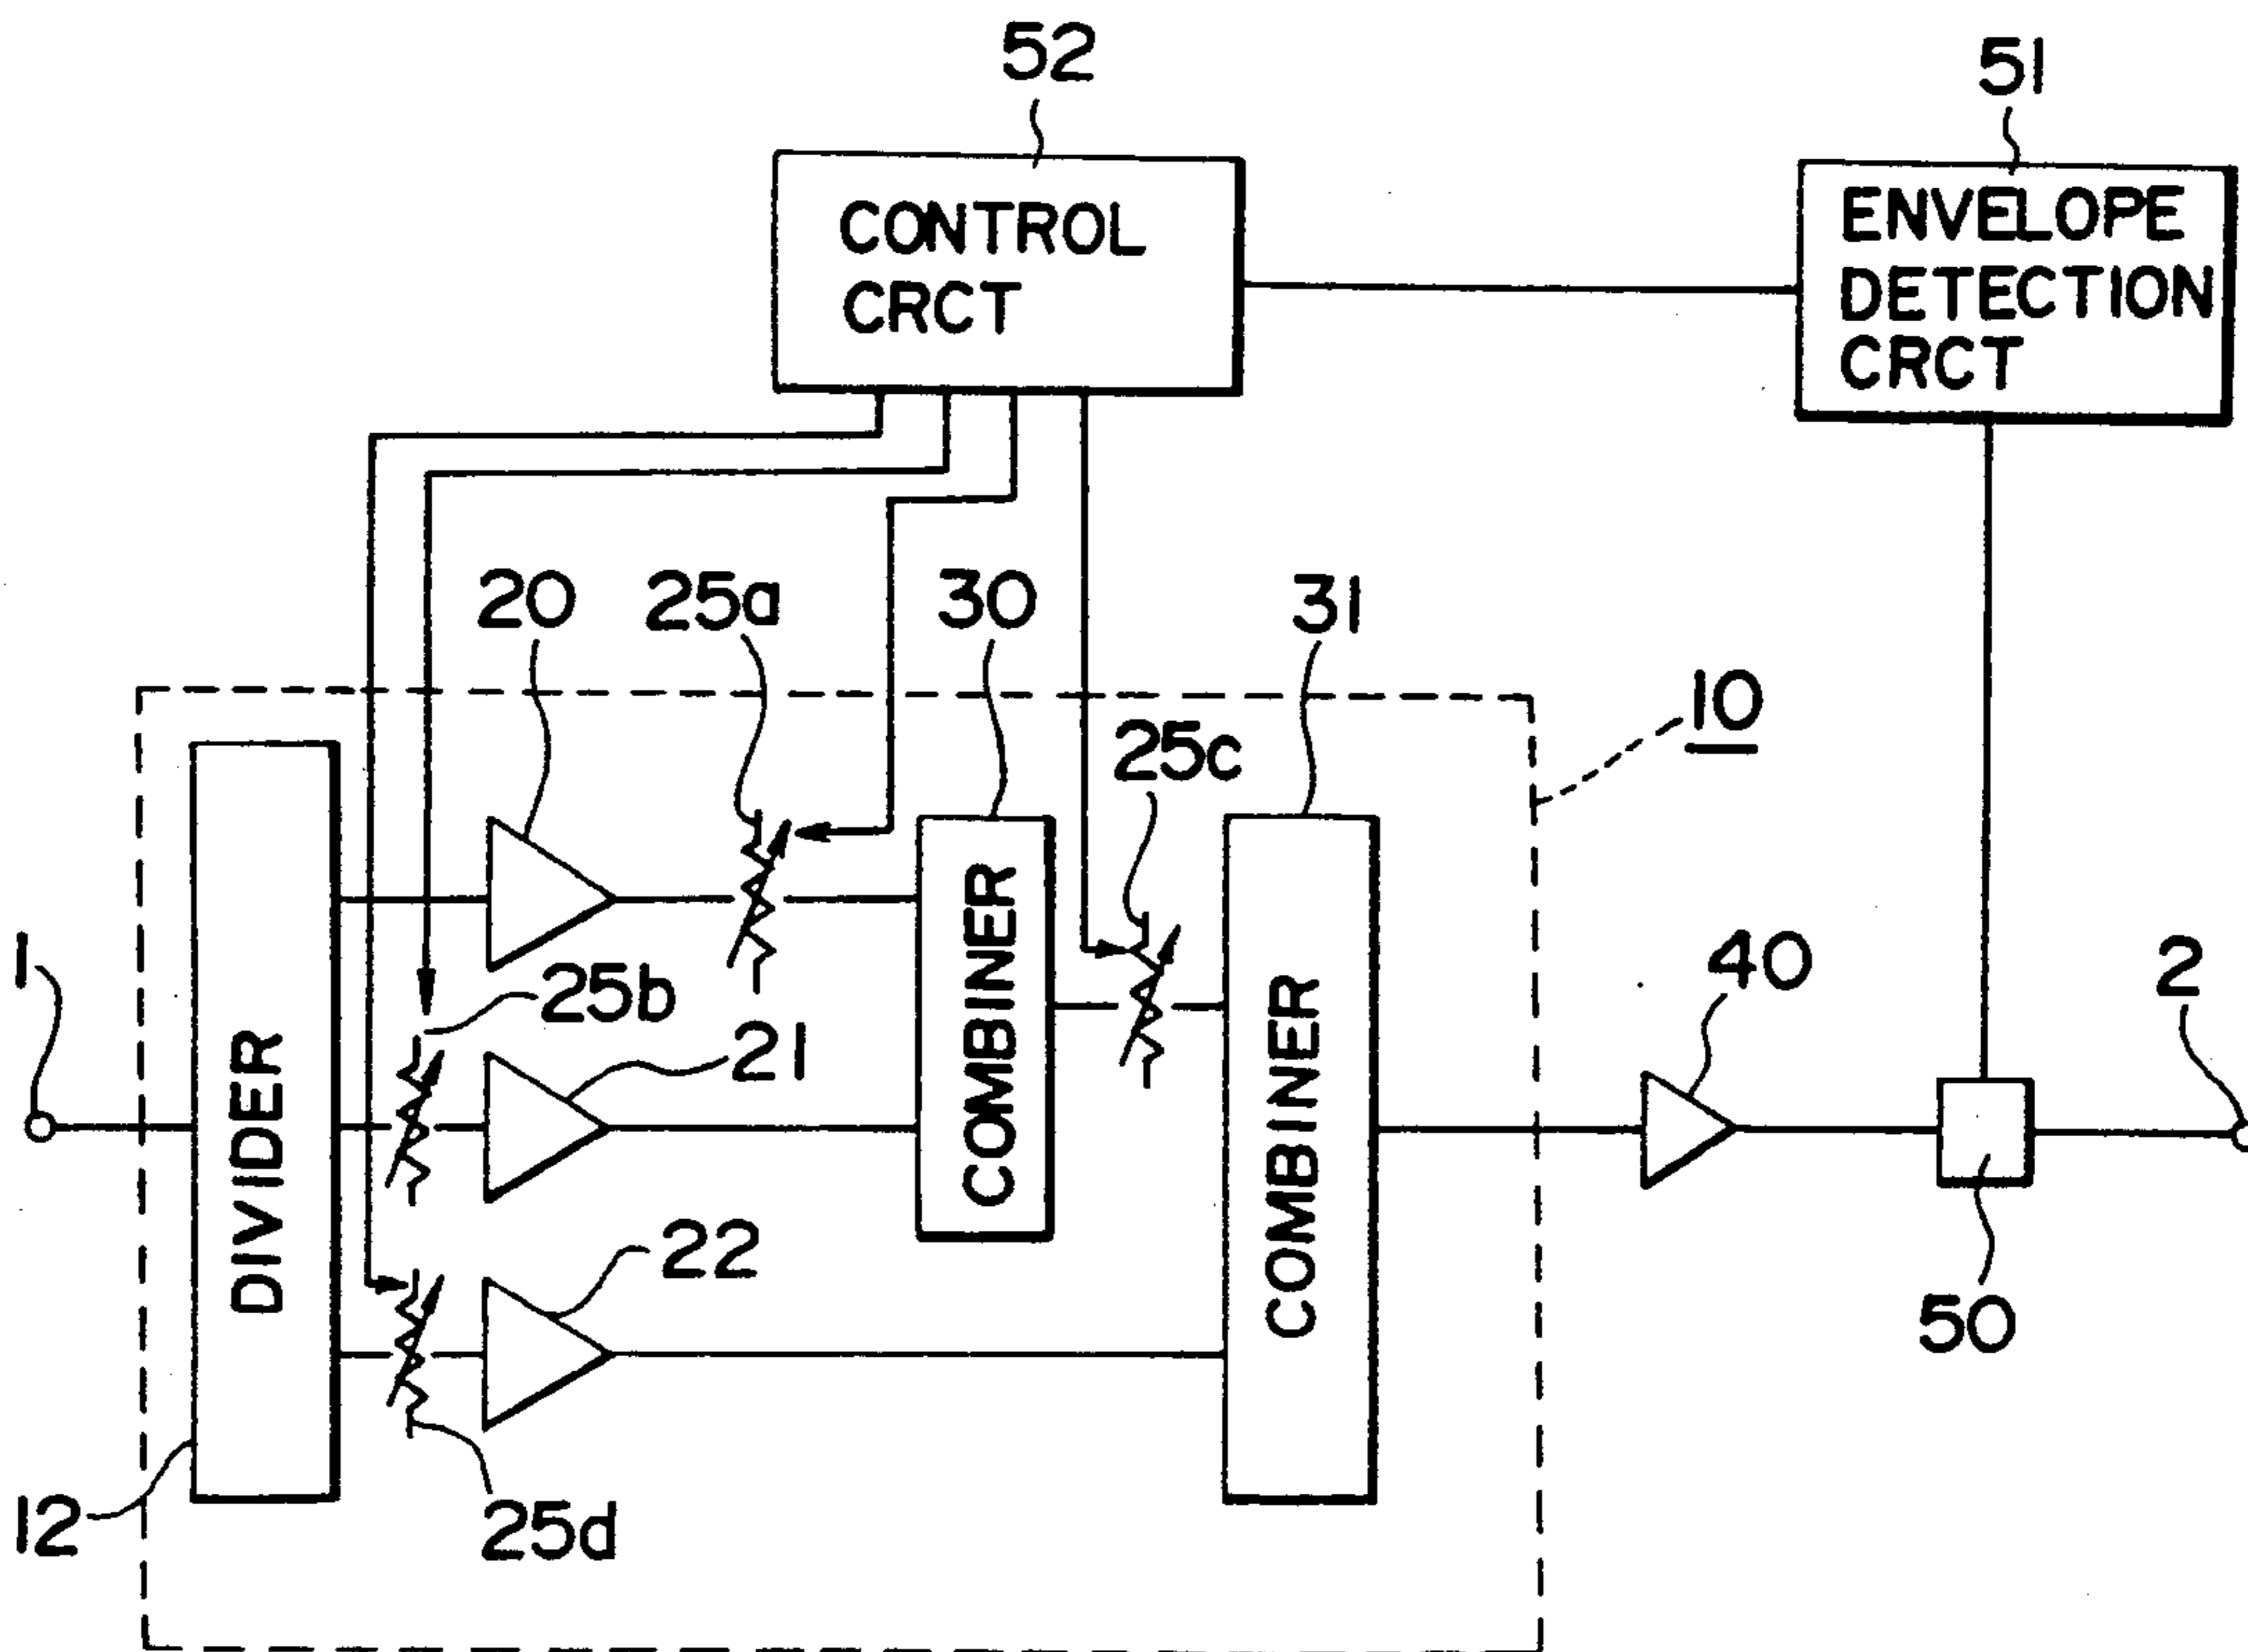 52
51
CONTROL
CRCT
ENVELOPE
DETECTION
CRCT
20
25a
30
31
10
25c
1
25b
21
COMBINER
COMBINER
40
2
DIVIDER
22
50
12
25d